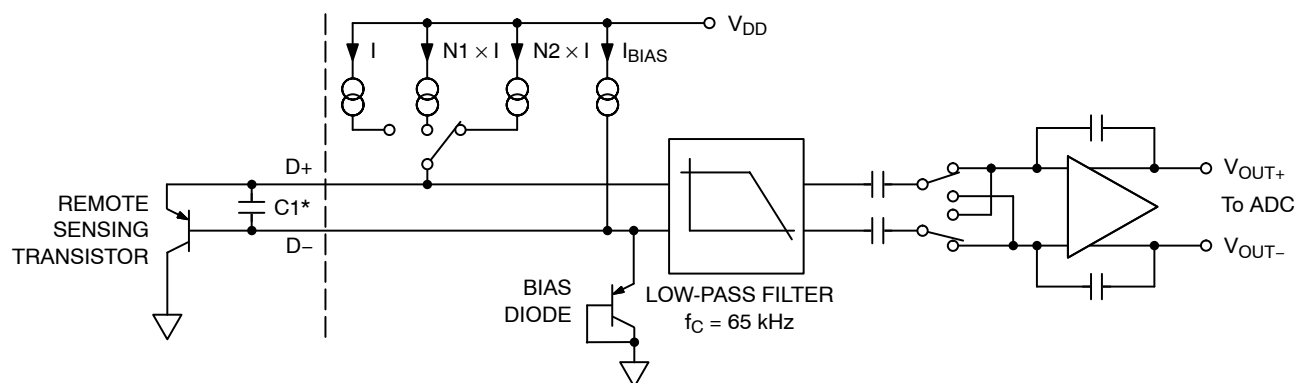 V_DD
I
N1 × I
N2 × I
I_BIAS
D+
C1*
D−
REMOTE
SENSING
TRANSISTOR
BIAS
DIODE
LOW-PASS FILTER
f_C = 65 kHz
V_OUT+
To ADC
V_OUT−